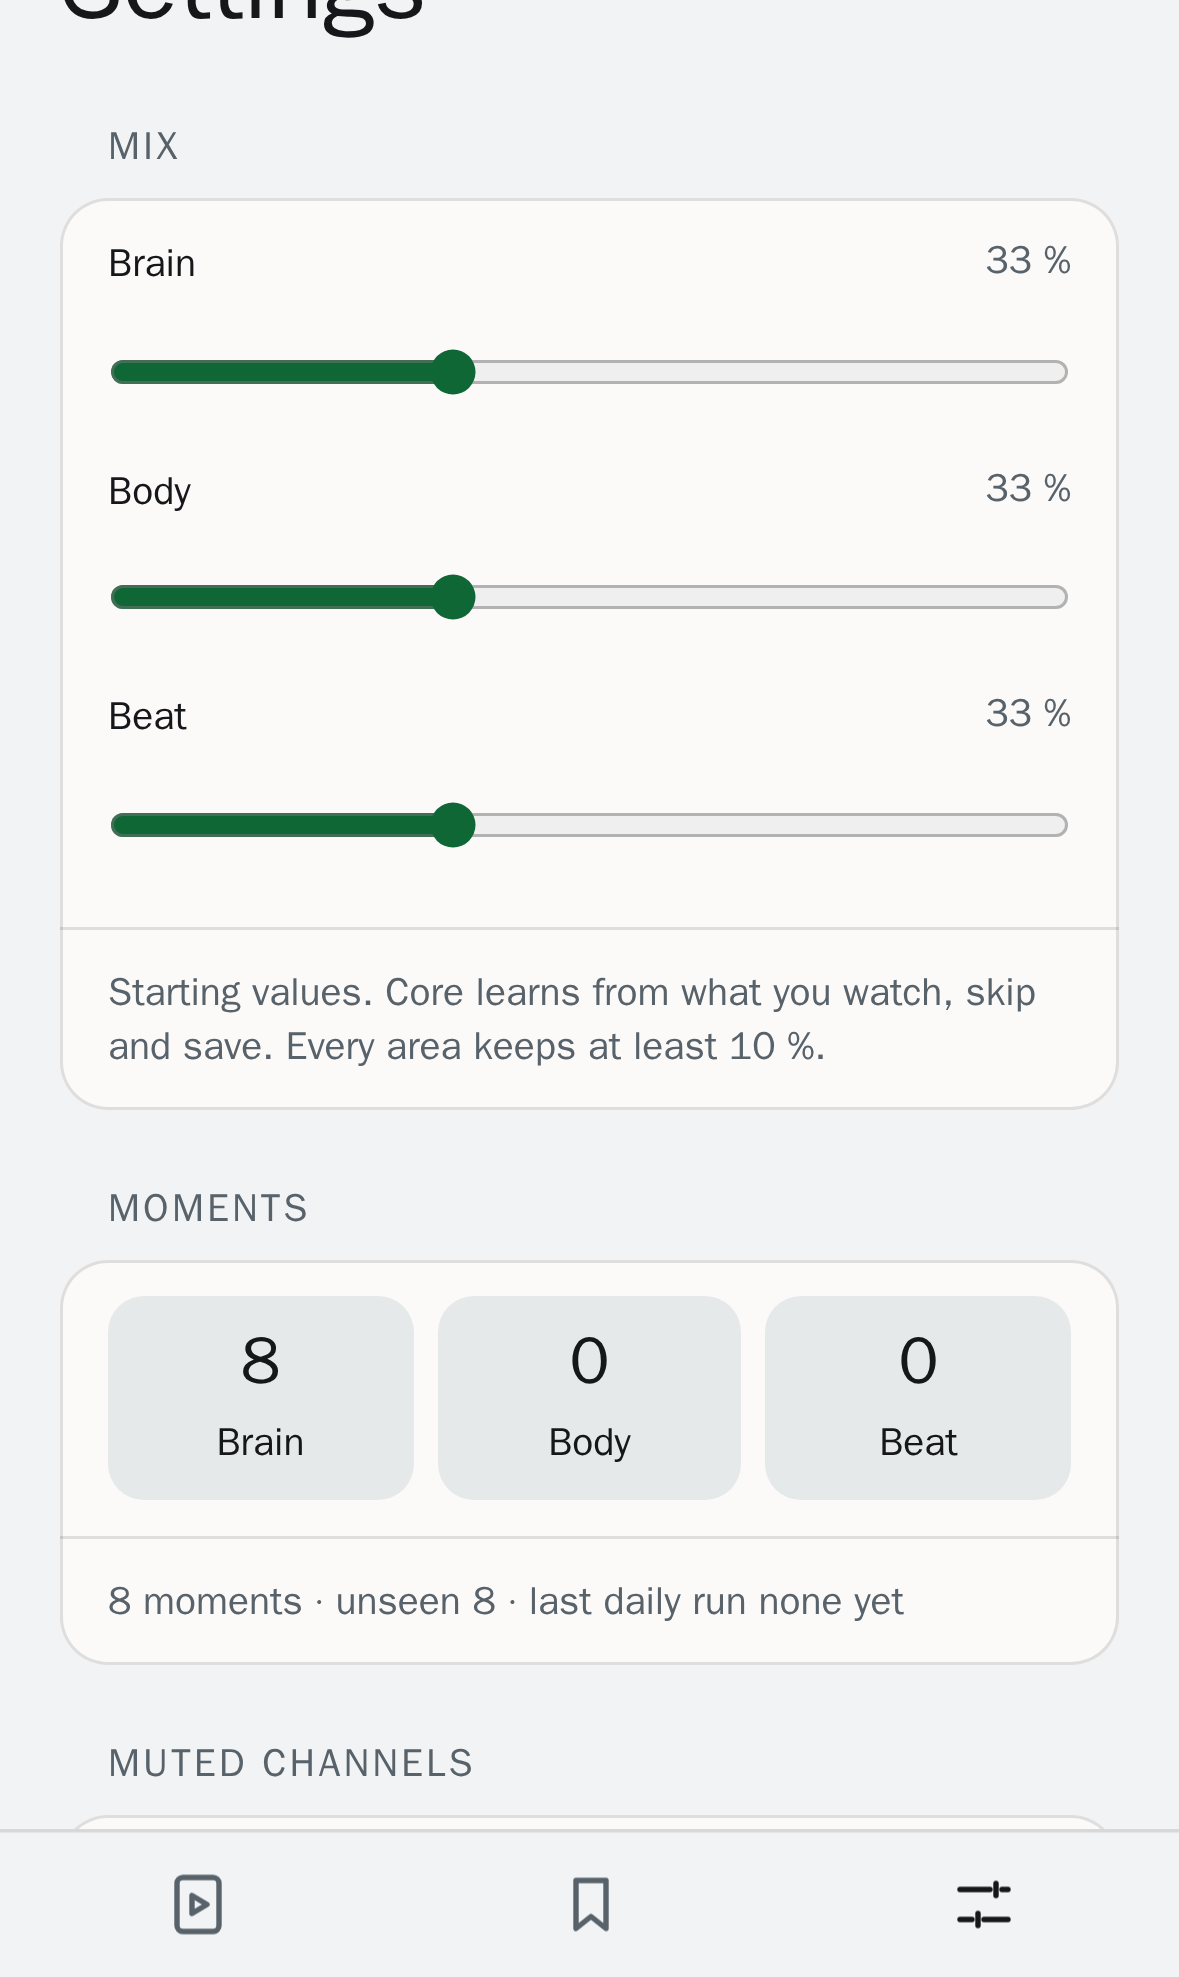 Settings
MIX
Brain
33 %
Body
33 %
Beat
33 %
Starting values. Core learns from what you watch, skip
and save. Every area keeps at least 10 %.
MOMENTS
8
0
0
Brain
Body
Beat
8 moments · unseen 8 · last daily run none yet
MUTED CHANNELS